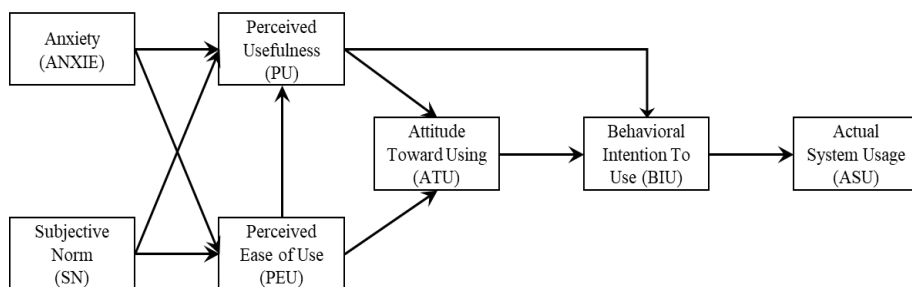 Anxiety
(ANXIE)
Perceived
Usefulness
(PU)
Attitude
Toward Using
(ATU)
Behavioral
Intention To
Use (BIU)
Actual
System Usage
(ASU)
Subjective
Norm
(SN)
Perceived
Ease of Use
(PEU)